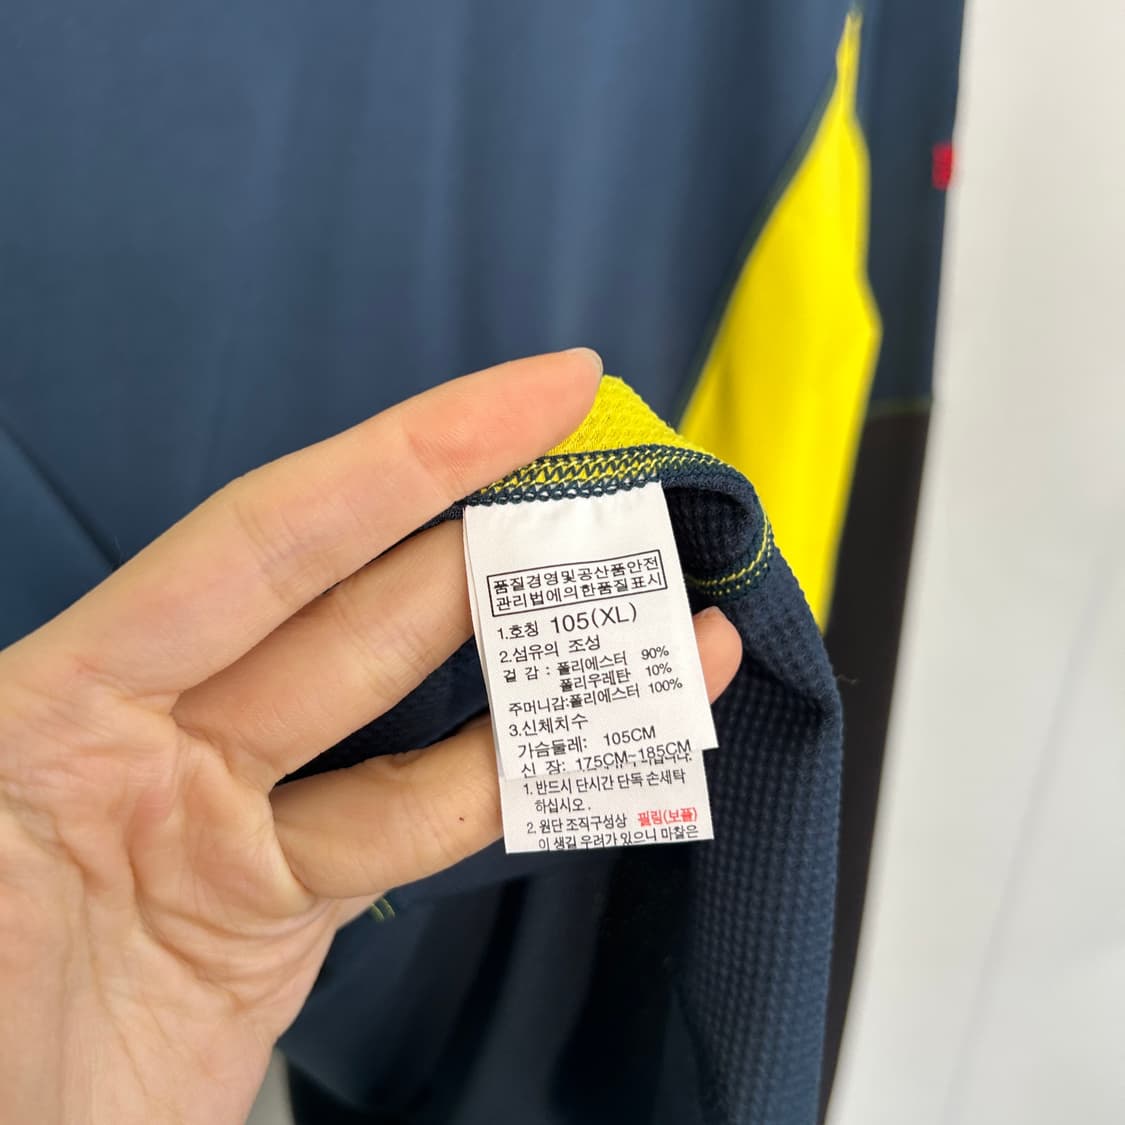 품질경영및공산품안전
관리법에의한품질표시
1.호칭 105(XL)
2.섬유의 조성
겉 감 : 폴리에스터 90%
폴리우레탄 10%
주머니감:폴리에스터 100%
3.신체치수
가슴둘레: 105CM
신 장: 175CM~185CM
1. 반드시 단시간 단독 손세탁
하십시오.
2. 원단 조직구성상 필링(보풀)
이 생길 우려가 있으니 마찰은